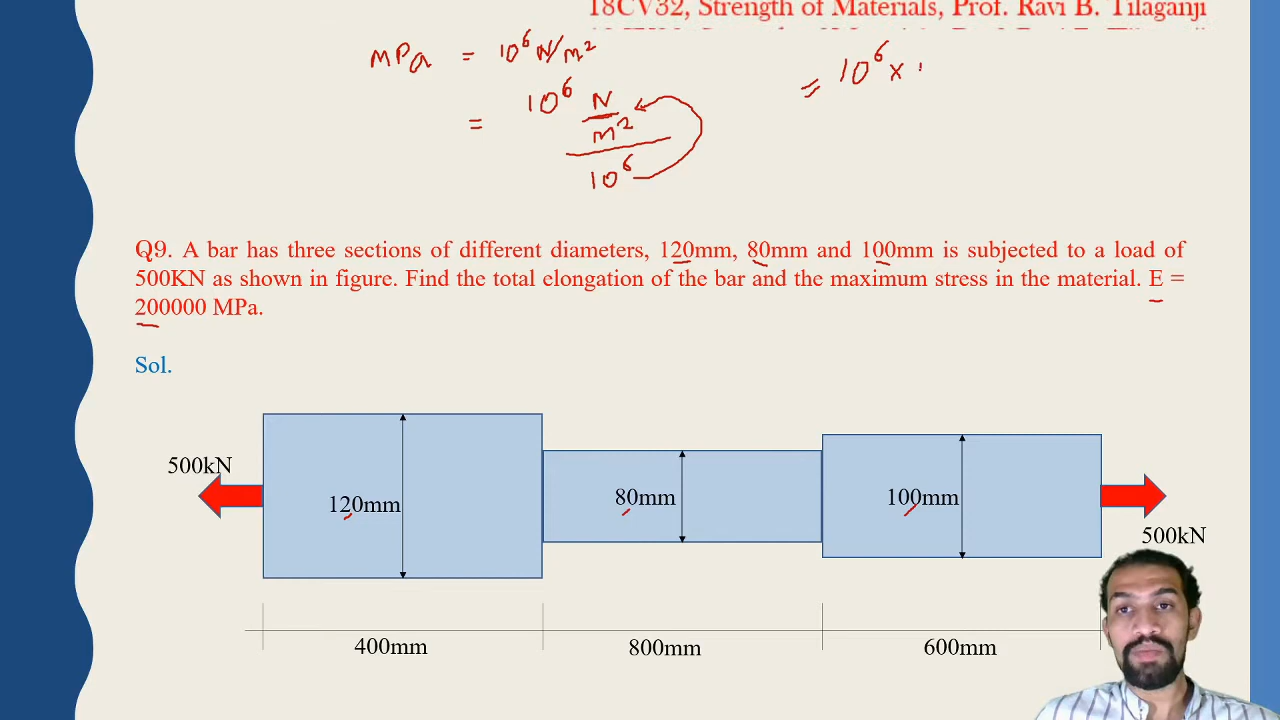 18CV32, Strength of Materials, Prof. Ravi B. Tilaganji
MPa = 10⁶ N/m²
= 10⁶ N/m² / 10⁶
= 10⁶ ×
Q9. A bar has three sections of different diameters, 120mm, 80mm and 100mm is subjected to a load of
500KN as shown in figure. Find the total elongation of the bar and the maximum stress in the material. E =
200000 MPa.
Sol.
500kN
120mm
80mm
100mm
500kN
400mm
800mm
600mm